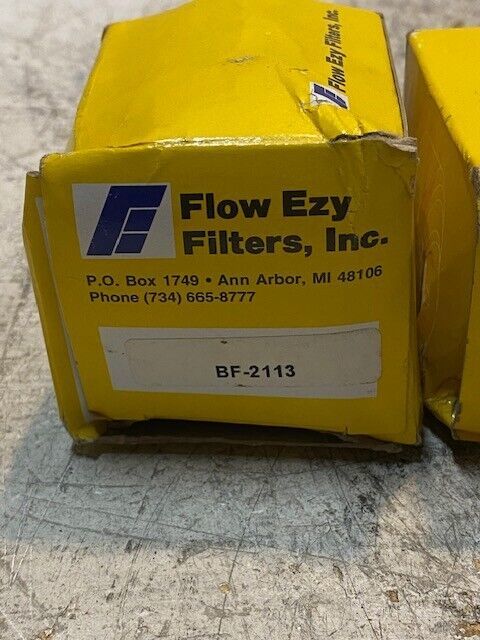 Flow Ezy Filters, Inc.
Flow Ezy
Filters, Inc.
P.O. Box 1749 • Ann Arbor, MI 48106
Phone (734) 665-8777
BF-2113